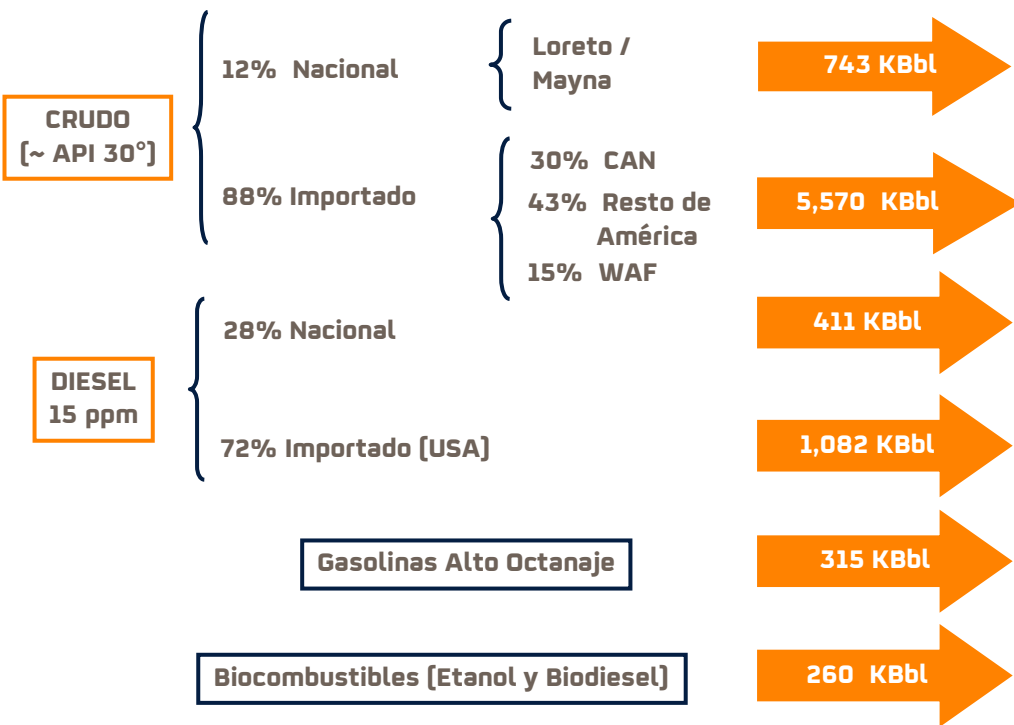 CRUDO
(~ API 30°)
12% Nacional
Loreto /
Mayna
743 KBbl
88% Importado
30% CAN
43% Resto de
América
15% WAF
5,570 KBbl
DIESEL
15 ppm
28% Nacional
411 KBbl
72% Importado (USA)
1,082 KBbl
Gasolinas Alto Octanaje
315 KBbl
Biocombustibles (Etanol y Biodiesel)
260 KBbl